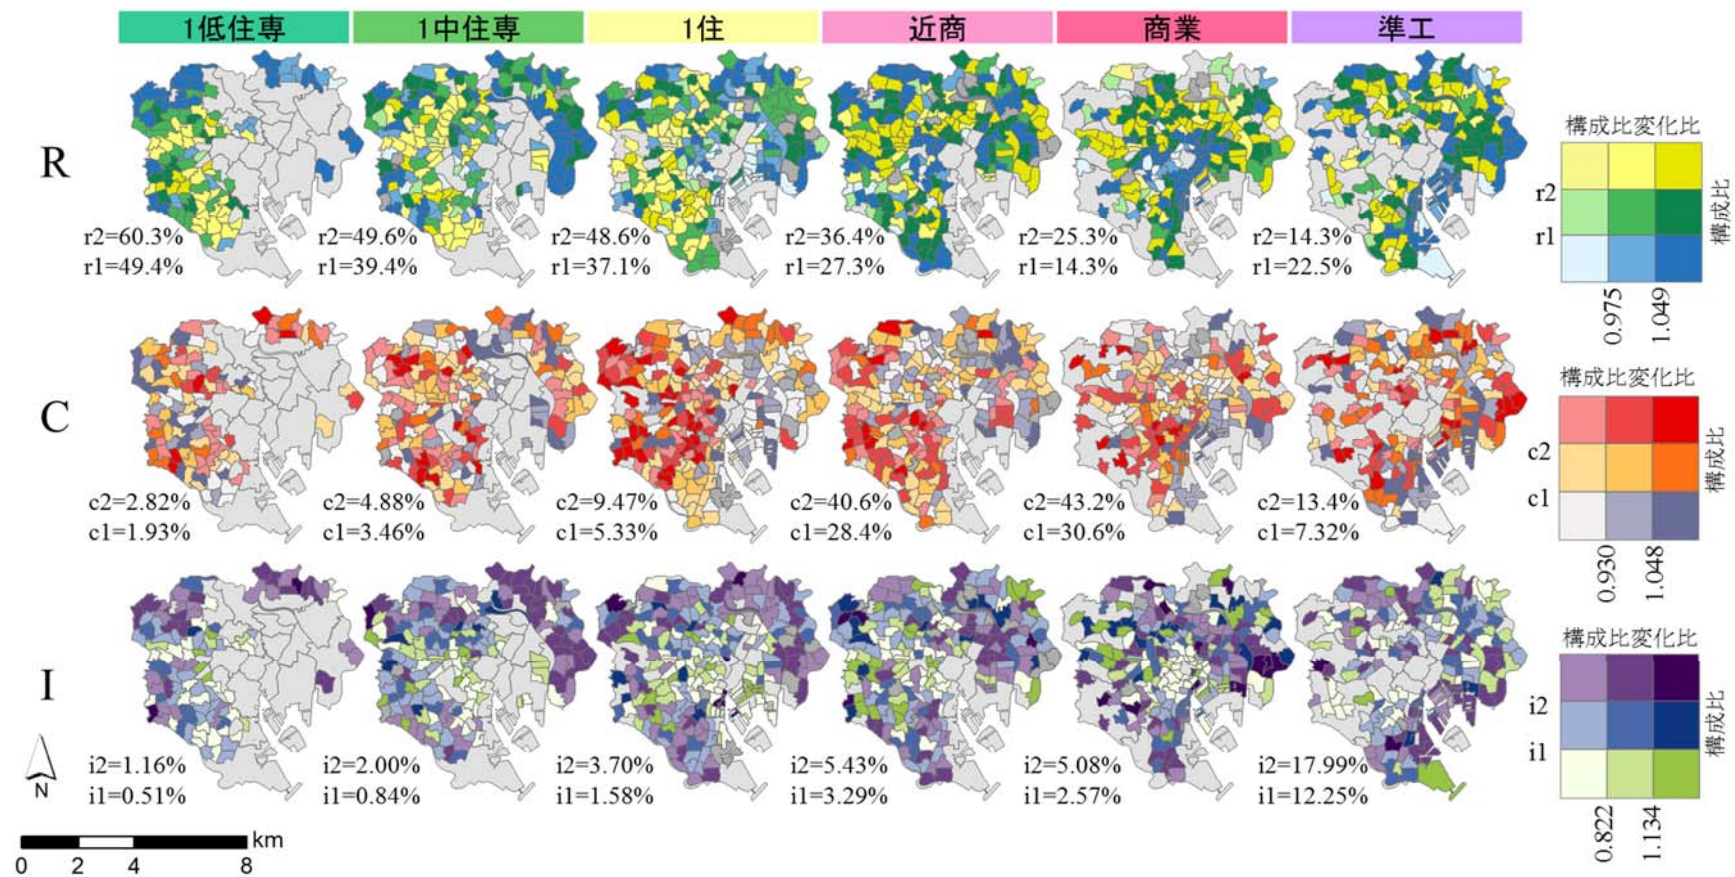 1低住専 1中住専 1住 近商 商業 準工
R
r2=60.3%
r1=49.4%
r2=49.6%
r1=39.4%
r2=48.6%
r1=37.1%
r2=36.4%
r1=27.3%
r2=25.3%
r1=14.3%
r2=14.3%
r1=22.5%
構成比変化比
r2
r1
構成比
0.975
1.049
C
c2=2.82%
c1=1.93%
c2=4.88%
c1=3.46%
c2=9.47%
c1=5.33%
c2=40.6%
c1=28.4%
c2=43.2%
c1=30.6%
c2=13.4%
c1=7.32%
構成比変化比
c2
c1
構成比
0.930
1.048
I
i2=1.16%
i1=0.51%
i2=2.00%
i1=0.84%
i2=3.70%
i1=1.58%
i2=5.43%
i1=3.29%
i2=5.08%
i1=2.57%
i2=17.99%
i1=12.25%
構成比変化比
i2
i1
構成比
0.822
1.134
N
km
0 2 4 8